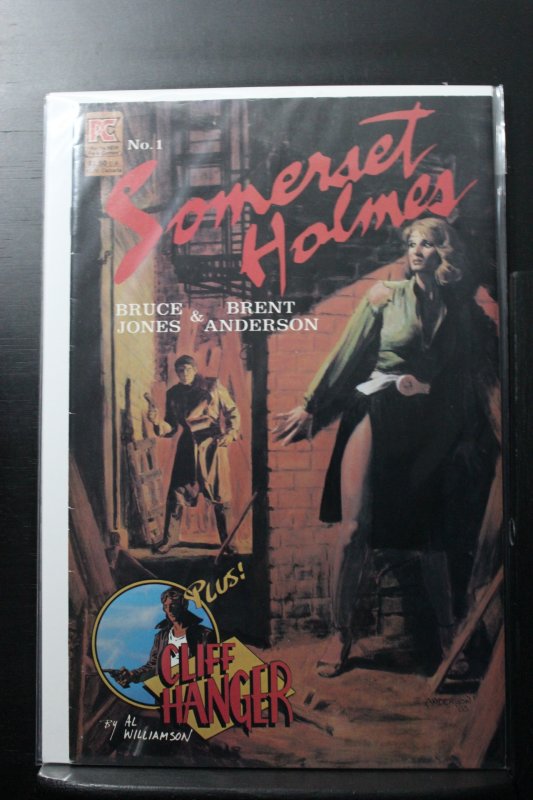 PC
No. 1
Somerset
Holmes
BRUCE
JONES
&
BRENT
ANDERSON
PLUS!
CLIFF
HANGER
BY AL
WILLIAMSON